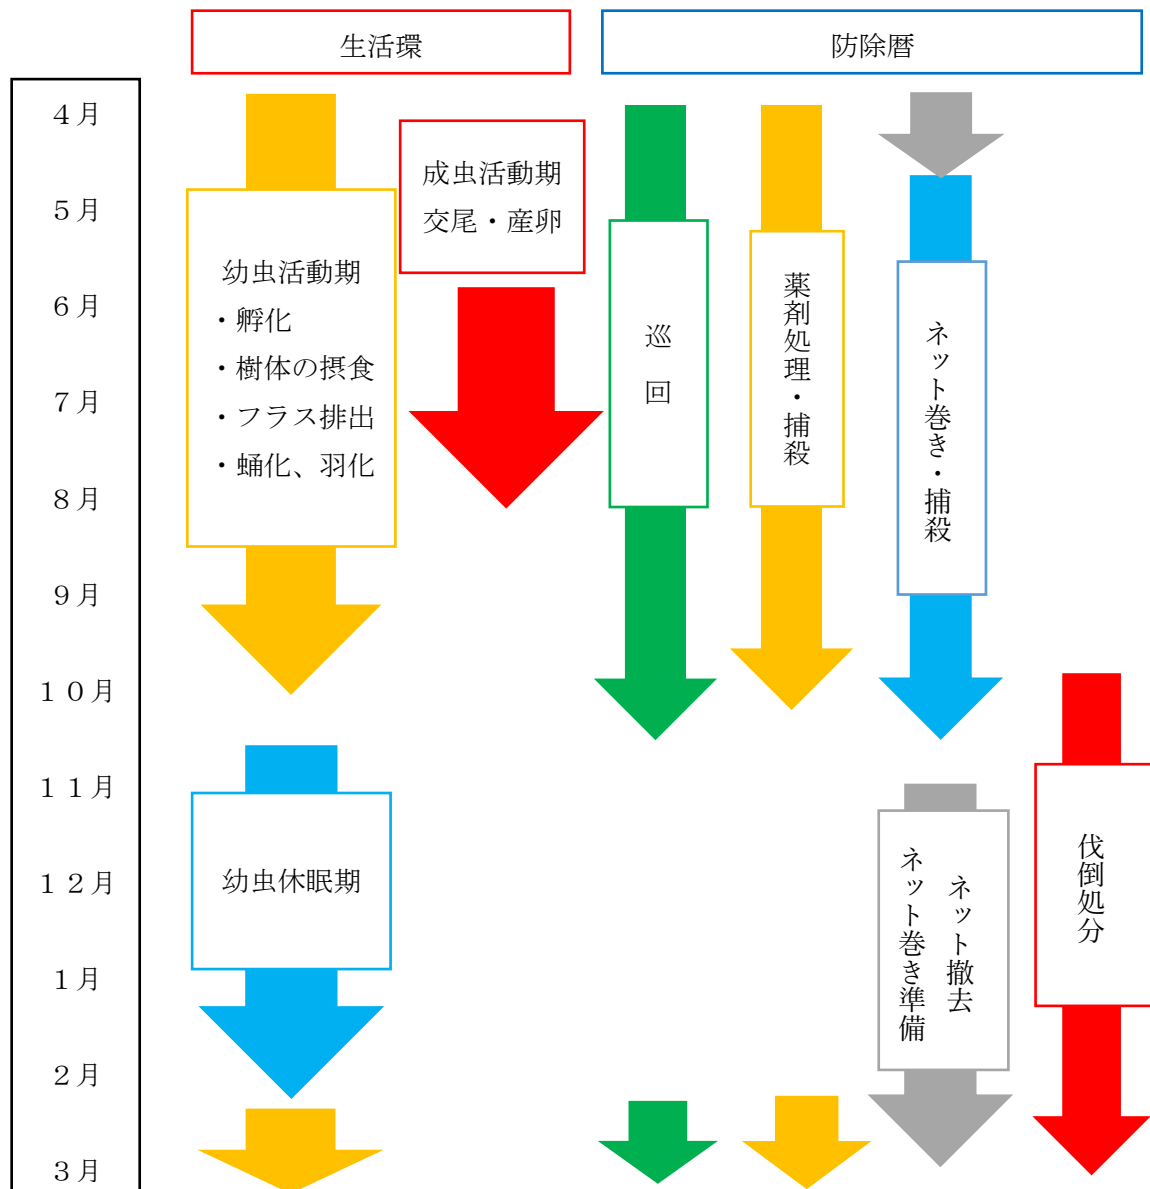 生活環
防除暦
４月
５月
６月
７月
８月
９月
１０月
１１月
１２月
１月
２月
３月
成虫活動期
交尾・産卵
幼虫活動期
・孵化
・樹体の摂食
・フラス排出
・蛹化、羽化
幼虫休眠期
巡回
薬剤処理・捕殺
ネット巻き・捕殺
ネット撤去
ネット巻き準備
伐倒処分